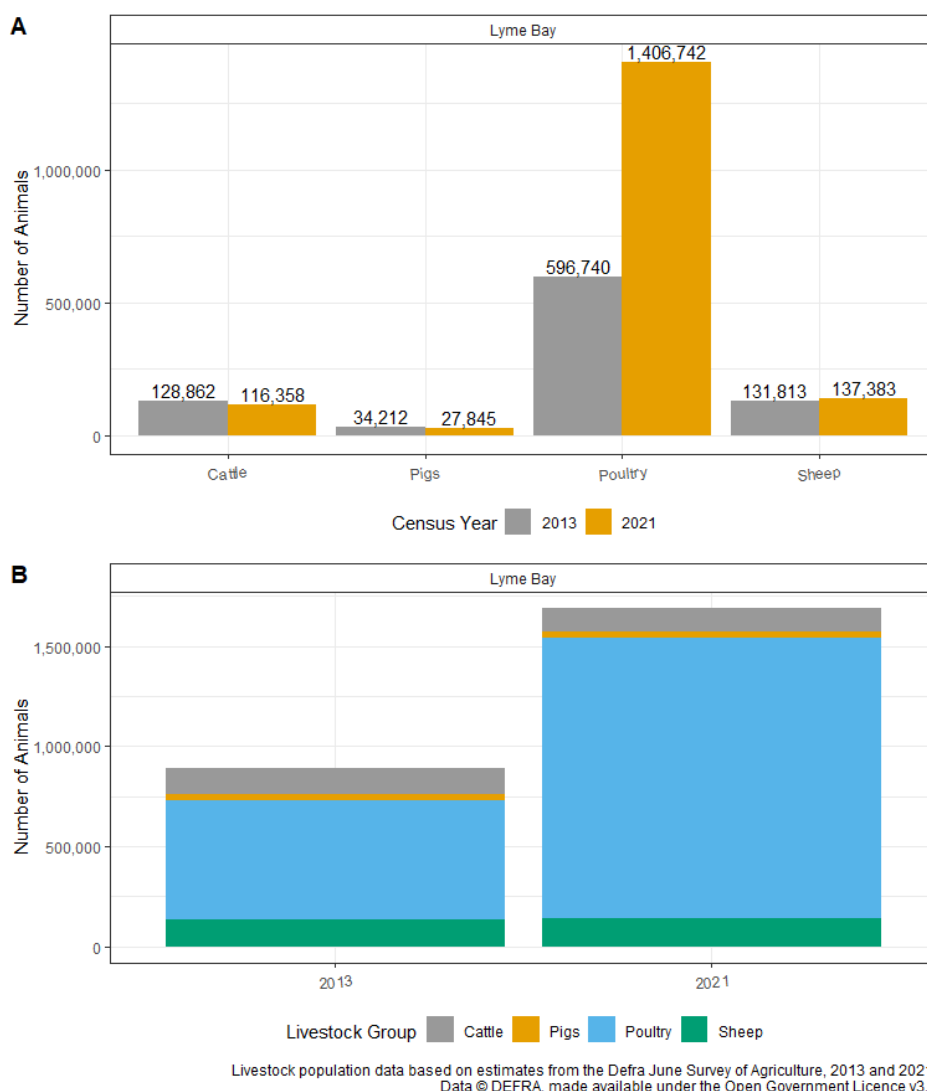 A
Lyme Bay
Number of Animals
1,000,000
500,000
0
128,862
116,358
34,212
27,845
596,740
1,406,742
131,813
137,383
Cattle
Pigs
Poultry
Sheep
Census Year 2013 2021
B
Lyme Bay
Number of Animals
1,500,000
1,000,000
500,000
0
2013
2021
Livestock Group Cattle Pigs Poultry Sheep
Livestock population data based on estimates from the Defra June Survey of Agriculture, 2013 and 202
Data © DEFRA, made available under the Open Government Licence v3.